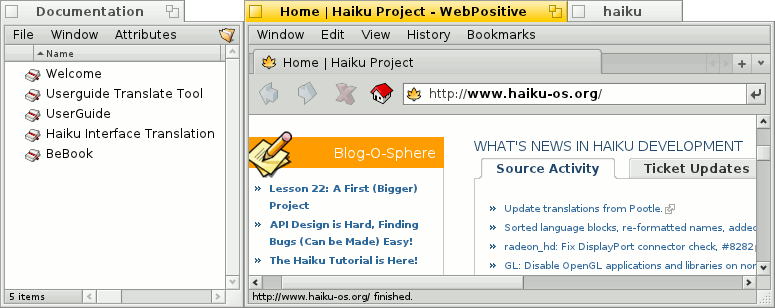 Documentation
File Window Attributes
Name
Welcome
Userguide Translate Tool
UserGuide
Haiku Interface Translation
BeBook
5 items
Home | Haiku Project - WebPositive
haiku
Window Edit View History Bookmarks
Home | Haiku Project
http://www.haiku-os.org/
Blog-O-Sphere
» Lesson 22: A First (Bigger)
Project
» API Design is Hard, Finding
Bugs (Can be Made) Easy!
» The Haiku Tutorial is Here!
WHAT'S NEWS IN HAIKU DEVELOPMENT
Source Activity Ticket Updates
» Update translations from Pootle.
» Sorted language blocks, re-formatted names, added
» radeon_hd: Fix DisplayPort connector check, #8282
» GL: Disable OpenGL applications and libraries on non
http://www.haiku-os.org/ finished.